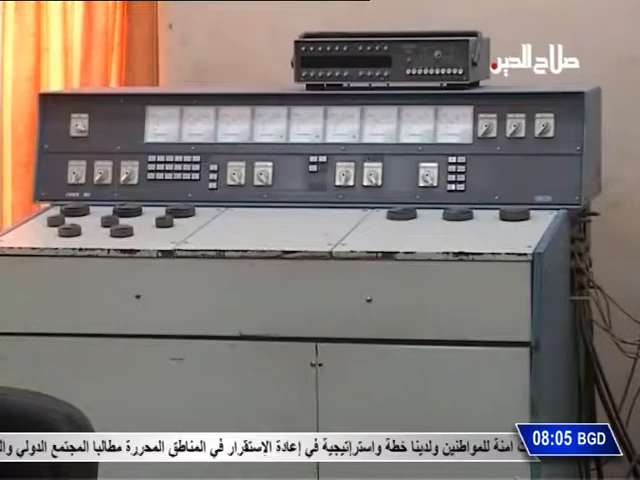 صلاح الدين
امنة للمواطنين ولدينا خطة واستراتيجية في إعادة الإستقرار في المناطق المحررة مطالبا المجتمع الدولي
08:05 BGD